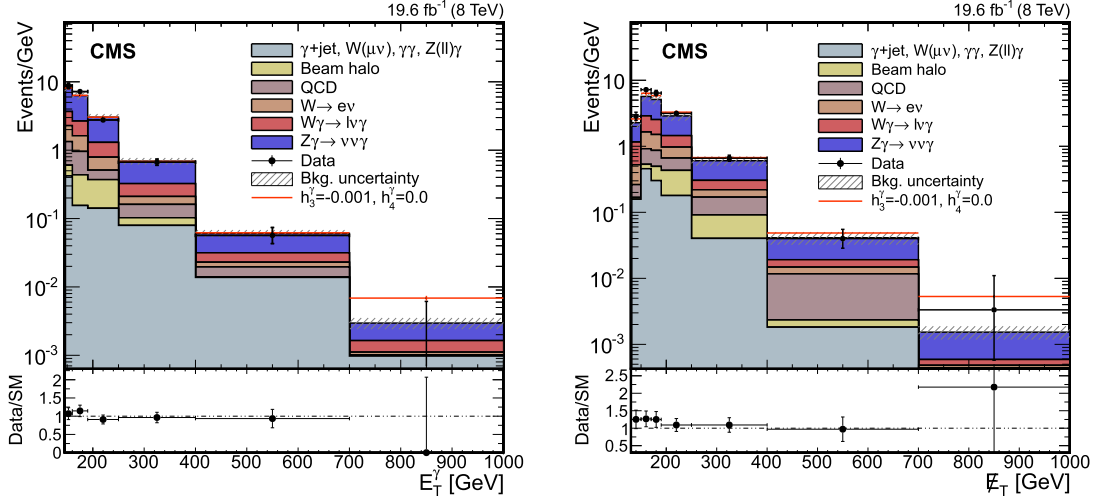 19.6 fb⁻¹ (8 TeV)
CMS
Events/GeV
γ+jet, W(μν), γγ, Z(ll)γ
Beam halo
QCD
W→ eν
Wγ→ lνγ
Zγ→ ννγ
Data
Bkg. uncertainty
h₃^γ=-0.001, h₄^γ=0.0
10
1
10⁻¹
10⁻²
10⁻³
Data/SM
2
1.5
1
0.5
0
200 300 400 500 600 700 800 900 1000
E_T^γ [GeV]
19.6 fb⁻¹ (8 TeV)
CMS
Events/GeV
γ+jet, W(μν), γγ, Z(ll)γ
Beam halo
QCD
W→ eν
Wγ→ lνγ
Zγ→ ννγ
Data
Bkg. uncertainty
h₃^γ=-0.001, h₄^γ=0.0
10
1
10⁻¹
10⁻²
10⁻³
Data/SM
2.5
2
1.5
1
0.5
200 300 400 500 600 700 800 900 1000
E̸_T [GeV]